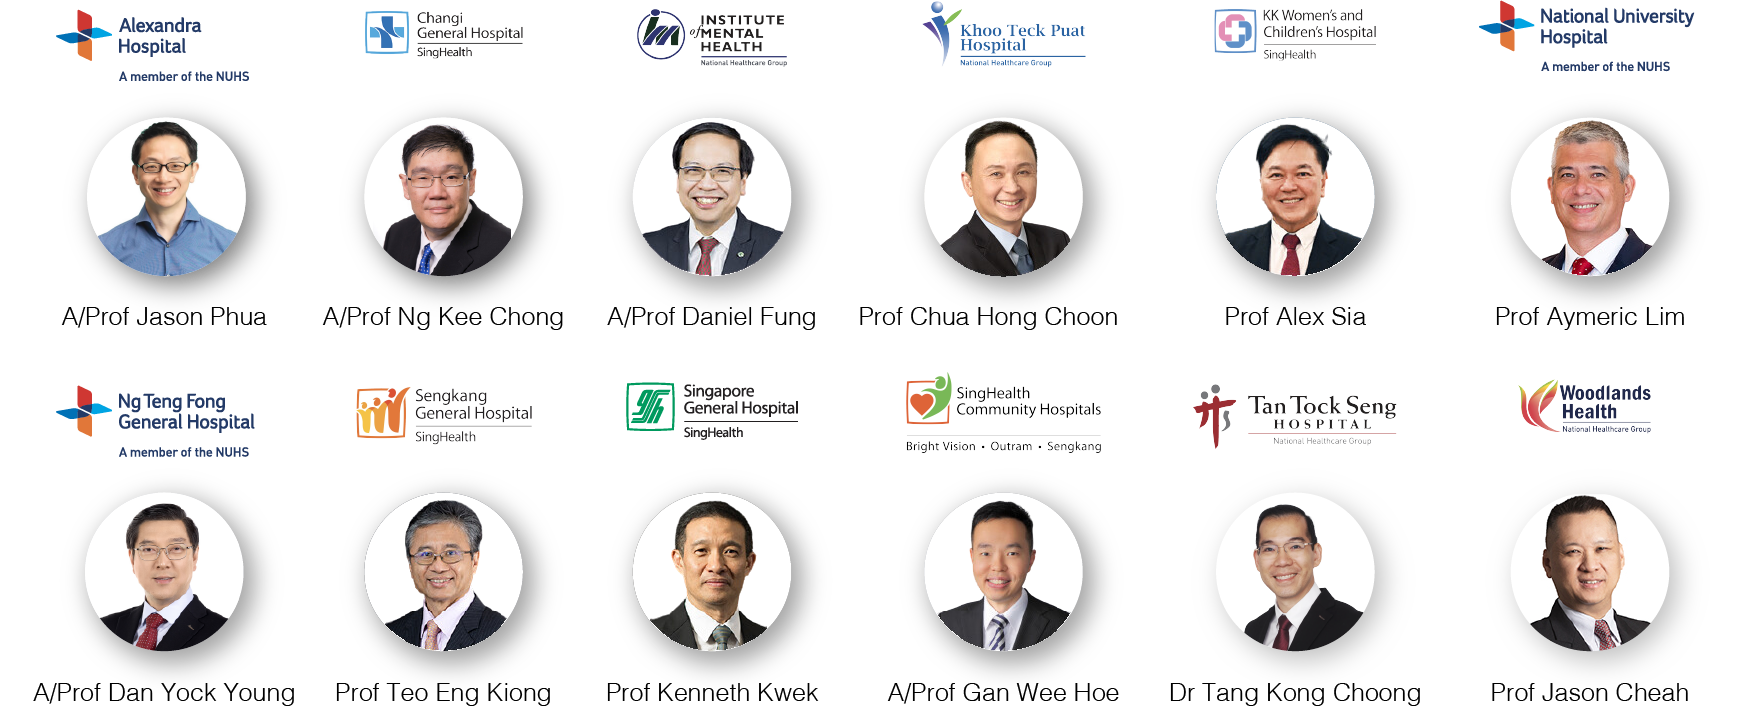 Alexandra
Hospital
A member of the NUHS
Changi
General Hospital
SingHealth
INSTITUTE
of MENTAL
HEALTH
National Healthcare Group
Khoo Teck Puat
Hospital
National Healthcare Group
KK Women's and
Children's Hospital
SingHealth
National University
Hospital
A member of the NUHS
A/Prof Jason Phua
A/Prof Ng Kee Chong
A/Prof Daniel Fung
Prof Chua Hong Choon
Prof Alex Sia
Prof Aymeric Lim
Ng Teng Fong
General Hospital
A member of the NUHS
Sengkang
General Hospital
SingHealth
Singapore
General Hospital
SingHealth
SingHealth
Community Hospitals
Bright Vision • Outram • Sengkang
Tan Tock Seng
HOSPITAL
National Healthcare Group
Woodlands
Health
National Healthcare Group
A/Prof Dan Yock Young
Prof Teo Eng Kiong
Prof Kenneth Kwek
A/Prof Gan Wee Hoe
Dr Tang Kong Choong
Prof Jason Cheah